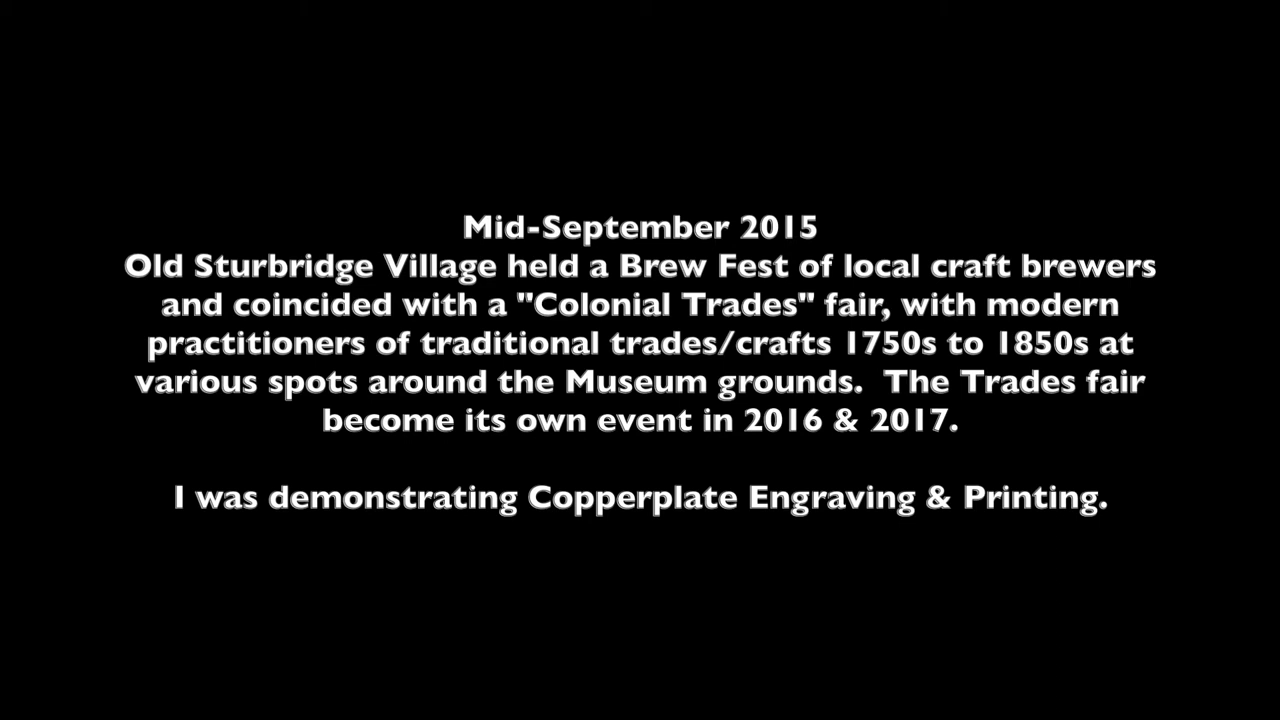 Mid-September 2015
Old Sturbridge Village held a Brew Fest of local craft brewers
and coincided with a "Colonial Trades" fair, with modern
practitioners of traditional trades/crafts 1750s to 1850s at
various spots around the Museum grounds.  The Trades fair
become its own event in 2016 & 2017.
I was demonstrating Copperplate Engraving & Printing.